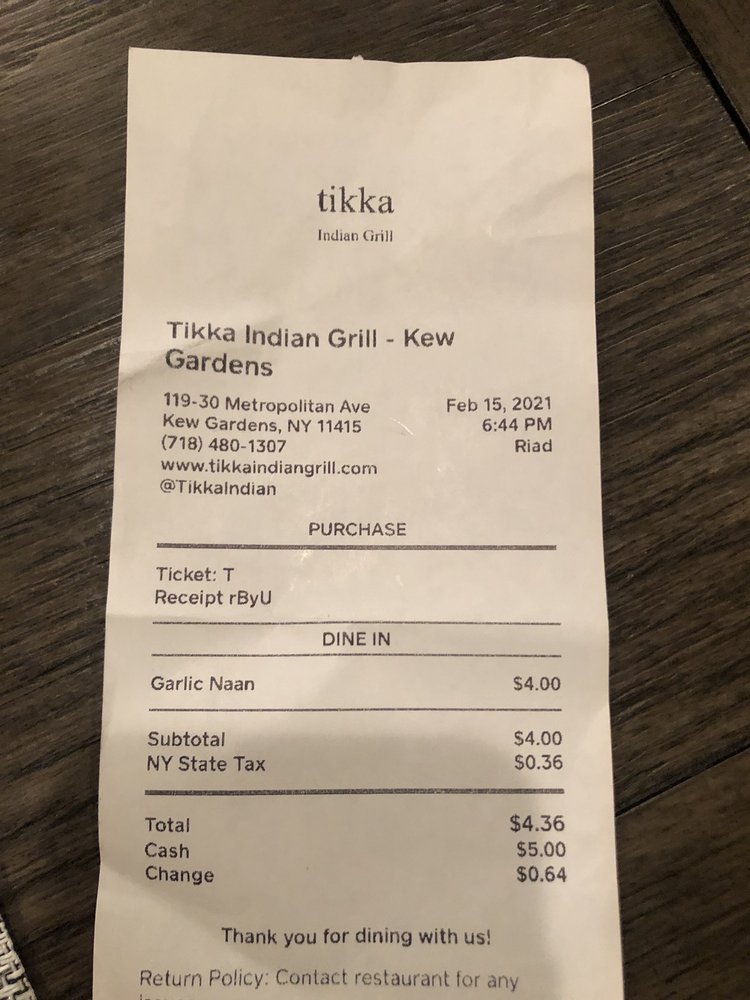 tikka
Indian Grill
Tikka Indian Grill - Kew
Gardens
119-30 Metropolitan Ave
Kew Gardens, NY 11415
(718) 480-1307
www.tikkaindiangrill.com
@TikkaIndian
Feb 15, 2021
6:44 PM
Riad
PURCHASE
Ticket: T
Receipt rByU
DINE IN
Garlic Naan $4.00
Subtotal $4.00
NY State Tax $0.36
Total $4.36
Cash $5.00
Change $0.64
Thank you for dining with us!
Return Policy: Contact restaurant for any